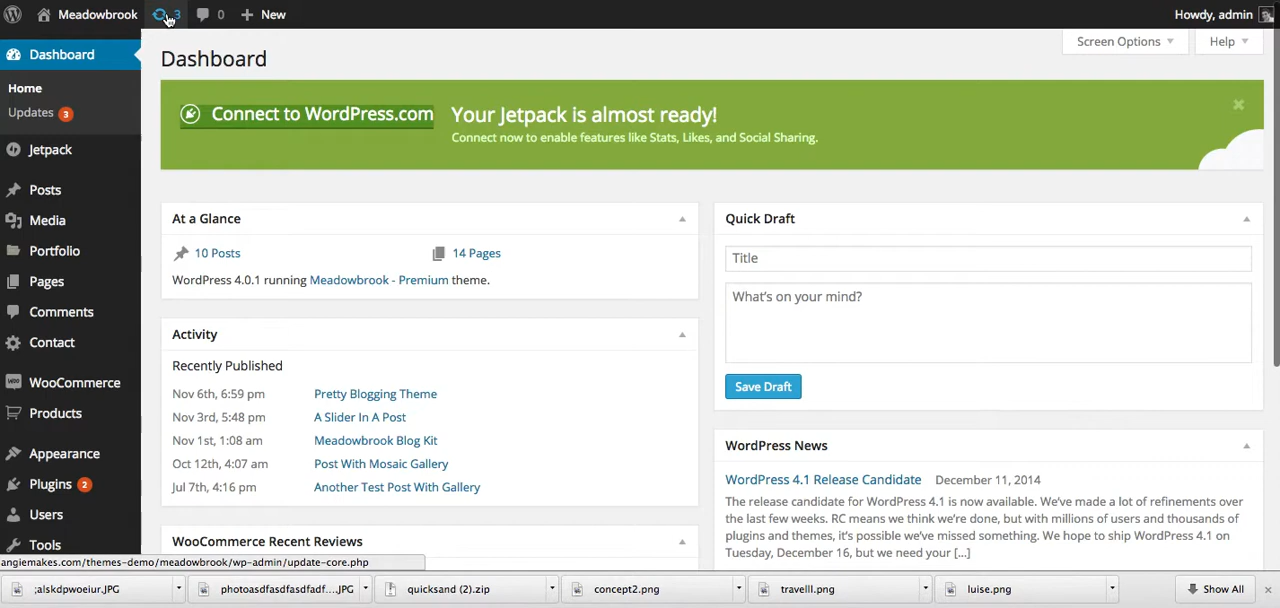 Meadowbrook 3 0 + New Howdy, admin
Dashboard
Home
Updates 3
Jetpack
Posts
Media
Portfolio
Pages
Comments
Contact
WooCommerce
Products
Appearance
Plugins 2
Users
Tools
Screen Options Help
Dashboard
Connect to WordPress.com
Your Jetpack is almost ready!
Connect now to enable features like Stats, Likes, and Social Sharing.
At a Glance
10 Posts 14 Pages
WordPress 4.0.1 running Meadowbrook - Premium theme.
Activity
Recently Published
Nov 6th, 6:59 pm Pretty Blogging Theme
Nov 3rd, 5:48 pm A Slider In A Post
Nov 1st, 1:08 am Meadowbrook Blog Kit
Oct 12th, 4:07 am Post With Mosaic Gallery
Jul 7th, 4:16 pm Another Test Post With Gallery
WooCommerce Recent Reviews
Quick Draft
Title
What's on your mind?
Save Draft
WordPress News
WordPress 4.1 Release Candidate December 11, 2014
The release candidate for WordPress 4.1 is now available. We've made a lot of refinements over
the last few weeks. RC means we think we're done, but with millions of users and thousands of
plugins and themes, it's possible we've missed something. We hope to ship WordPress 4.1 on
Tuesday, December 16, but we need your [...]
angiemakes.com/themes-demo/meadowbrook/wp-admin/update-core.php
;alskdpwoeiur.JPG photoasfdasfdasfdadf....JPG quicksand (2).zip concept2.png travelll.png luise.png Show All